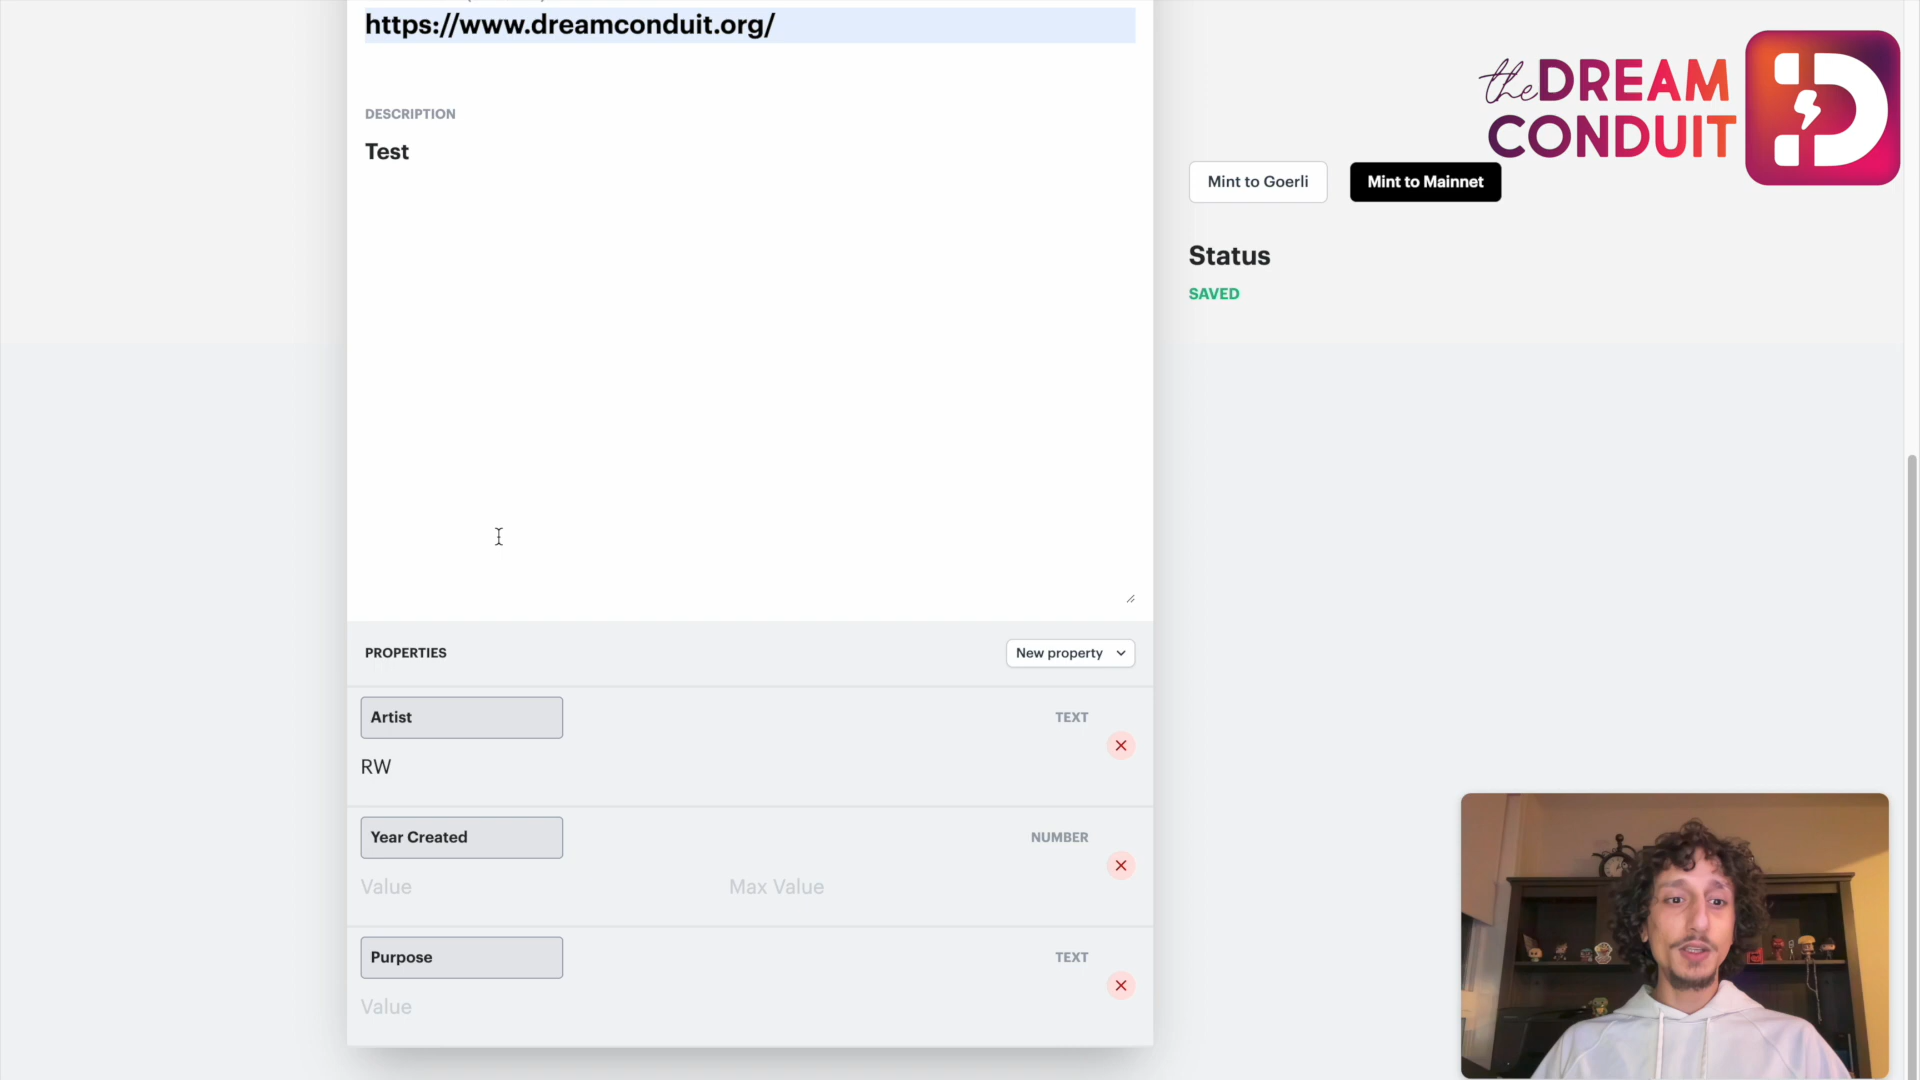 https://www.dreamconduit.org/
DESCRIPTION
Test
the DREAM
CONDUIT
Mint to Goerli
Mint to Mainnet
Status
SAVED
PROPERTIES
New property
Artist
TEXT
RW
Year Created
NUMBER
Value
Max Value
Purpose
TEXT
Value